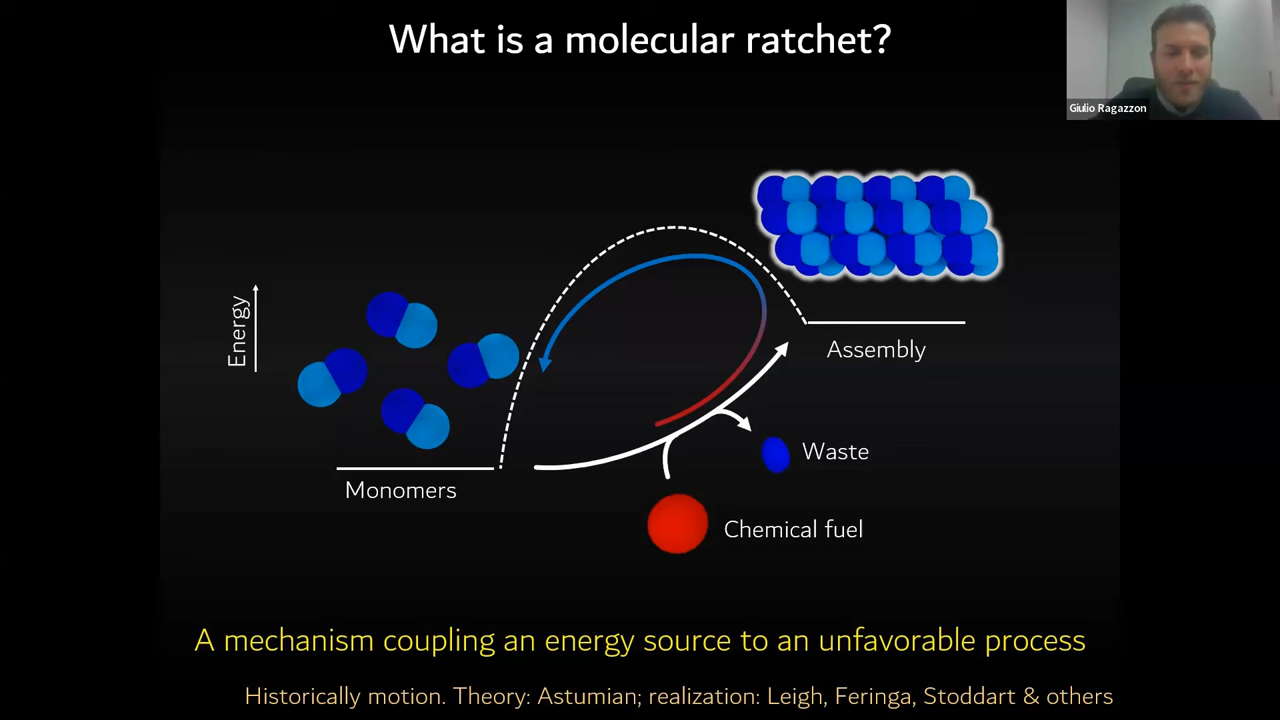 What is a molecular ratchet?
Giulio Ragazzon
Energy
Assembly
Waste
Monomers
Chemical fuel
A mechanism coupling an energy source to an unfavorable process
Historically motion. Theory: Astumian; realization: Leigh, Feringa, Stoddart & others